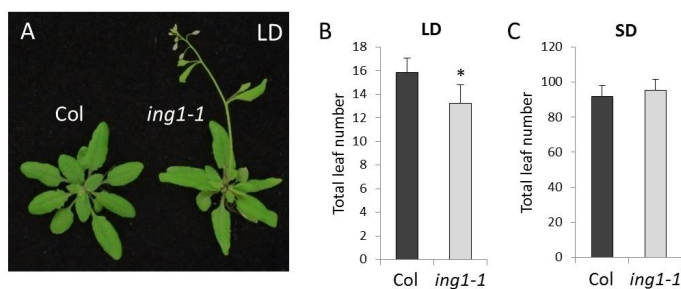 A
LD
Col
ing1-1
B
LD
Total leaf number
18
16
14
12
10
8
6
4
2
0
*
Col
ing1-1
C
SD
Total leaf number
120
100
80
60
40
20
0
Col
ing1-1